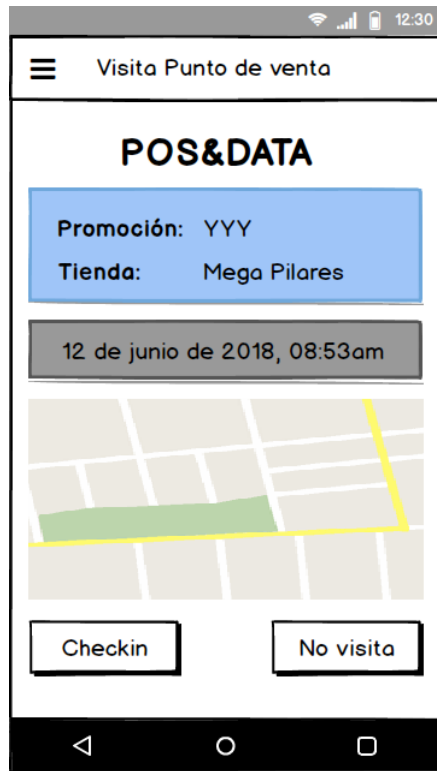 12:30
Visita Punto de venta
POS&DATA
Promoción: YYY
Tienda: Mega Pilares
12 de junio de 2018, 08:53am
Checkin No visita